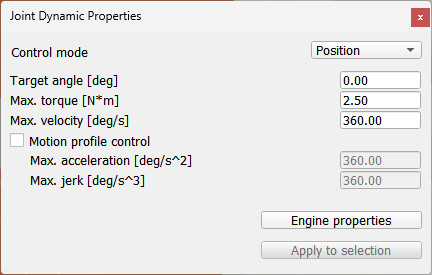 Joint Dynamic Properties x
Control mode Position
Target angle [deg] 0.00
Max. torque [N*m] 2.50
Max. velocity [deg/s] 360.00
Motion profile control
Max. acceleration [deg/s^2] 360.00
Max. jerk [deg/s^3] 360.00
Engine properties
Apply to selection